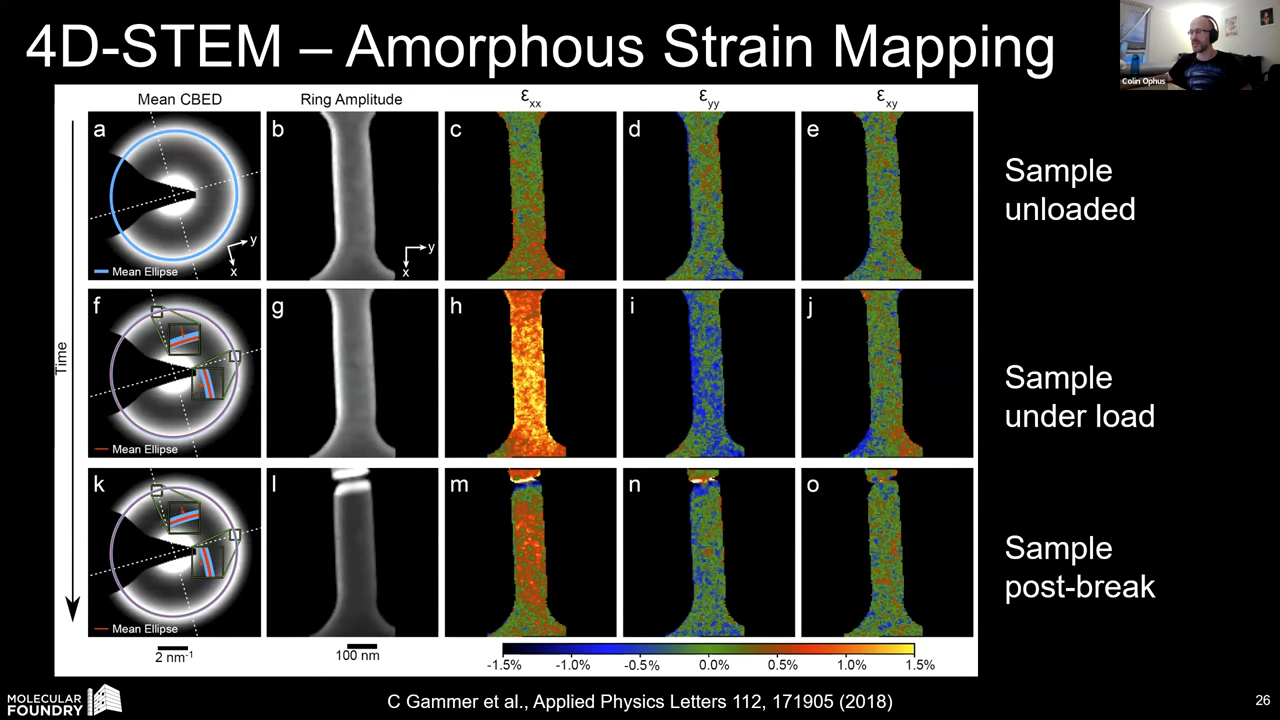 4D-STEM – Amorphous Strain Mapping
Colin Ophus
Mean CBED
Ring Amplitude
εxx
εyy
εxy
a
b
c
d
e
y
x
y
x
Mean Ellipse
Sample
unloaded
Time
f
g
h
i
j
Mean Ellipse
Sample
under load
k
l
m
n
o
Mean Ellipse
Sample
post-break
2 nm-1
100 nm
-1.5% -1.0% -0.5% 0.0% 0.5% 1.0% 1.5%
MOLECULAR
FOUNDRY
C Gammer et al., Applied Physics Letters 112, 171905 (2018)
26